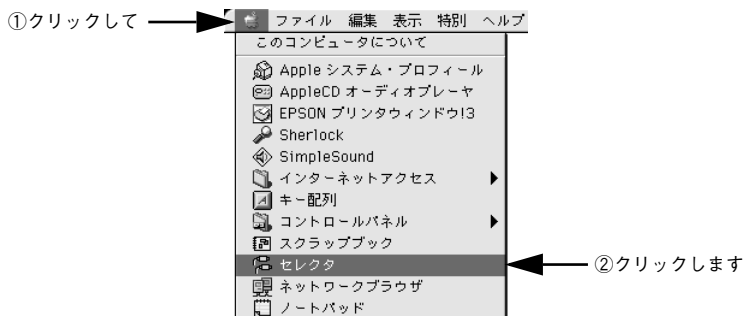 ①クリックして
ファイル 編集 表示 特別 ヘルプ
このコンピュータについて
Apple システム・プロフィール
AppleCD オーディオプレーヤ
EPSON プリンタウィンドウ!3
Sherlock
SimpleSound
インターネットアクセス
キー配列
コントロールパネル
スクラップブック
セレクタ
②クリックします
ネットワークブラウザ
ノートパッド